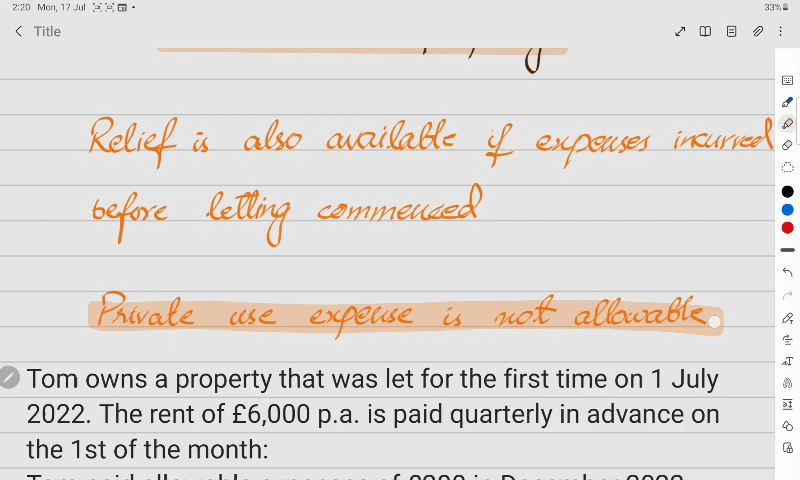 2:20 Mon, 17 Jul
33%
Title
Relief is also available if expenses incurred
before letting commenced
Private use expense is not allowable
Tom owns a property that was let for the first time on 1 July
2022. The rent of £6,000 p.a. is paid quarterly in advance on
the 1st of the month: